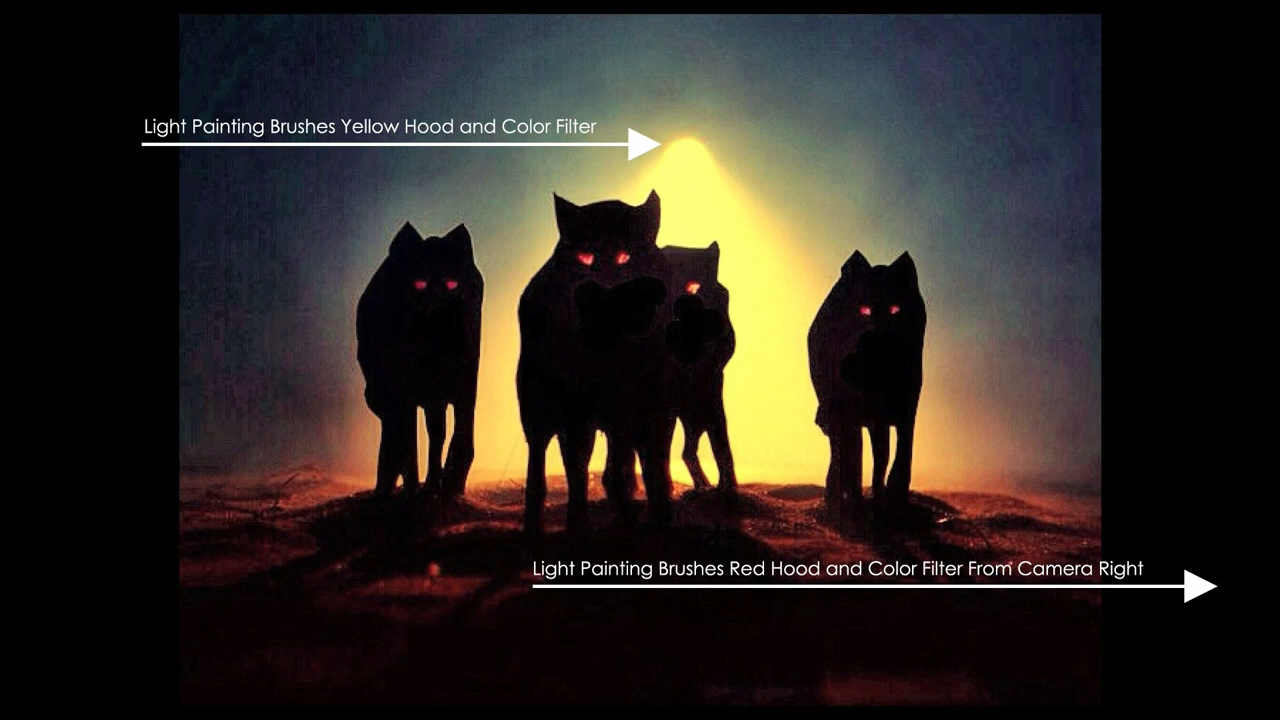 Light Painting Brushes Yellow Hood and Color Filter
Light Painting Brushes Red Hood and Color Filter From Camera Right